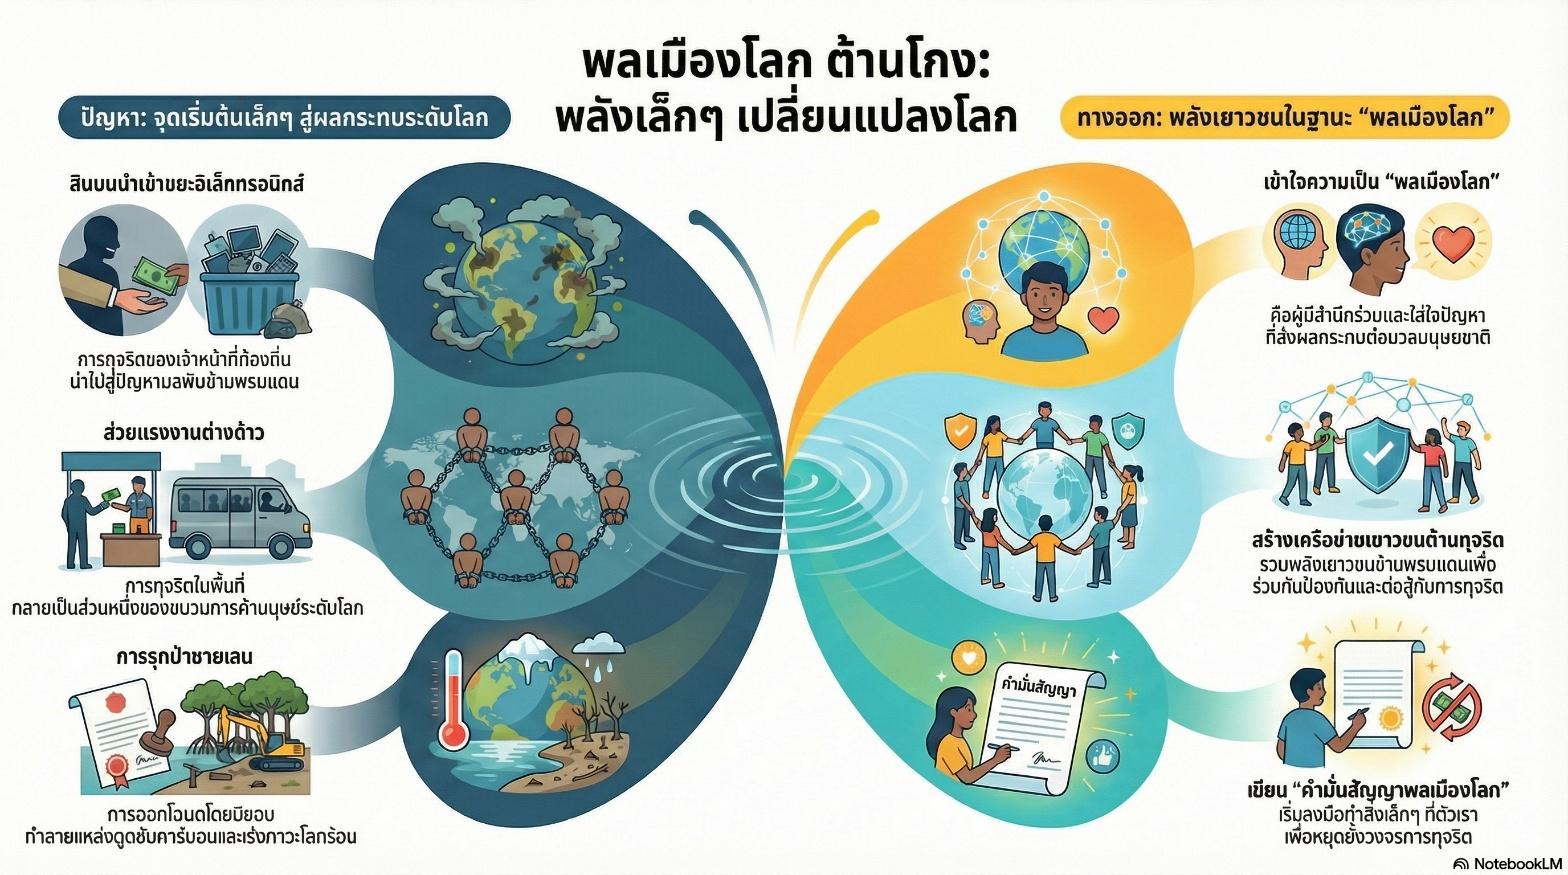 พลเมืองโลก ต้านโกง:
พลังเล็กๆ เปลี่ยนแปลงโลก
ปัญหา: จุดเริ่มต้นเล็กๆ สู่ผลกระทบระดับโลก
สินบนนำเข้าขยะอิเล็กทรอนิกส์
การทุจริตของเจ้าหน้าที่ท้องถิ่น
นำไปสู่ปัญหามลพิษข้ามพรมแดน
ส่วยแรงงานต่างด้าว
การทุจริตในพื้นที่
กลายเป็นส่วนหนึ่งของขบวนการค้ามนุษย์ระดับโลก
การรุกป่าชายเลน
การออกโฉนดโดยมิชอบ
ทำลายแหล่งดูดซับคาร์บอนและเร่งภาวะโลกร้อน
ทางออก: พลังเยาวชนในฐานะ “พลเมืองโลก”
เข้าใจความเป็น “พลเมืองโลก”
คือผู้มีสำนึกร่วมและใส่ใจปัญหา
ที่ส่งผลกระทบต่อมวลมนุษยชาติ
สร้างเครือข่ายเยาวชนต้านทุจริต
รวมพลังเยาวชนข้ามพรมแดนเพื่อ
ร่วมกันป้องกันและต่อสู้กับการทุจริต
คำมั่นสัญญา
เขียน “คำมั่นสัญญาพลเมืองโลก”
เริ่มลงมือทำสิ่งเล็กๆ ที่ตัวเรา
เพื่อหยุดยั้งวงจรการทุจริต
NotebookLM